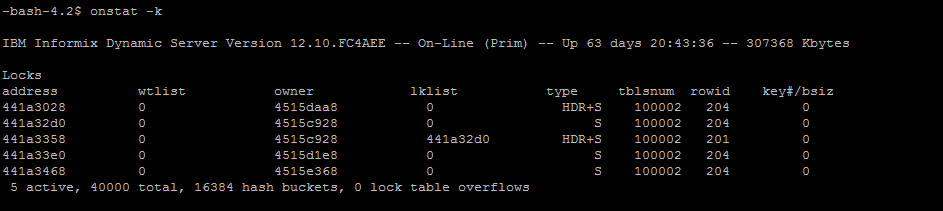 -bash-4.2$ onstat -k
IBM Informix Dynamic Server Version 12.10.FC4AEE -- On-Line (Prim) -- Up 63 days 20:43:36 -- 307368 Kbytes
Locks
address wtlist owner lklist type tblsnum rowid key#/bsiz
441a3028 0 4515daa8 0 HDR+S 100002 204 0
441a32d0 0 4515c928 0 S 100002 204 0
441a3358 0 4515c928 441a32d0 HDR+S 100002 201 0
441a33e0 0 4515d1e8 0 S 100002 204 0
441a3468 0 4515e368 0 S 100002 204 0
5 active, 40000 total, 16384 hash buckets, 0 lock table overflows